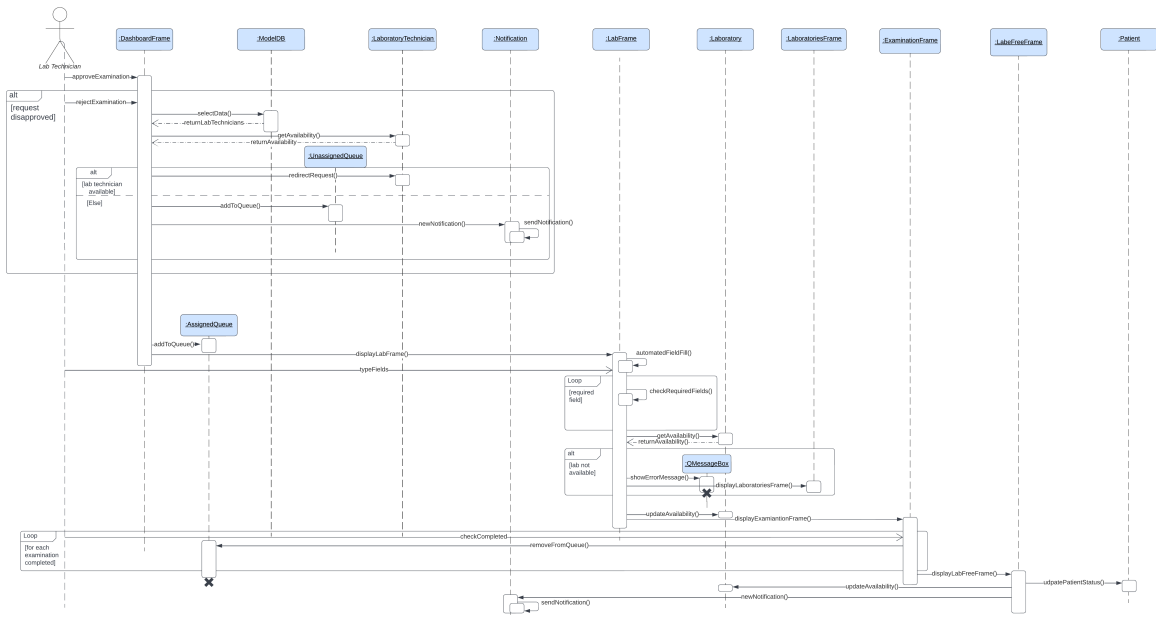 :DashboardFrame
:ModelDB
:LaboratoryTechnician
:Notification
:LabFrame
:Laboratory
:LaboratoriesFrame
:ExaminationFrame
:LabeFreeFrame
:Patient
Lab Technician
approveExamination
alt
[request
disapproved]
rejectExamination
selectData()
returnLabTechnicians
getAvailability()
returnAvailability
:UnassignedQueue
alt
[lab technician
available]
redirectRequest()
[Else]
addToQueue()
newNotification()
sendNotification()
:AssignedQueue
addToQueue()
displayLabFrame()
automatedFieldFill()
typeFields
Loop
[required
field]
checkRequiredFields()
getAvailability()
returnAvailability()
alt
[lab not
available]
:QMessageBox
showErrorMessage()
displayLaboratoriesFrame()
updateAvailability()
displayExamiantionFrame()
Loop
[for each
examination
completed]
checkCompleted
removeFromQueue()
displayLabFreeFrame()
udpatePatientStatus()
updateAvailability()
newNotification()
sendNotification()